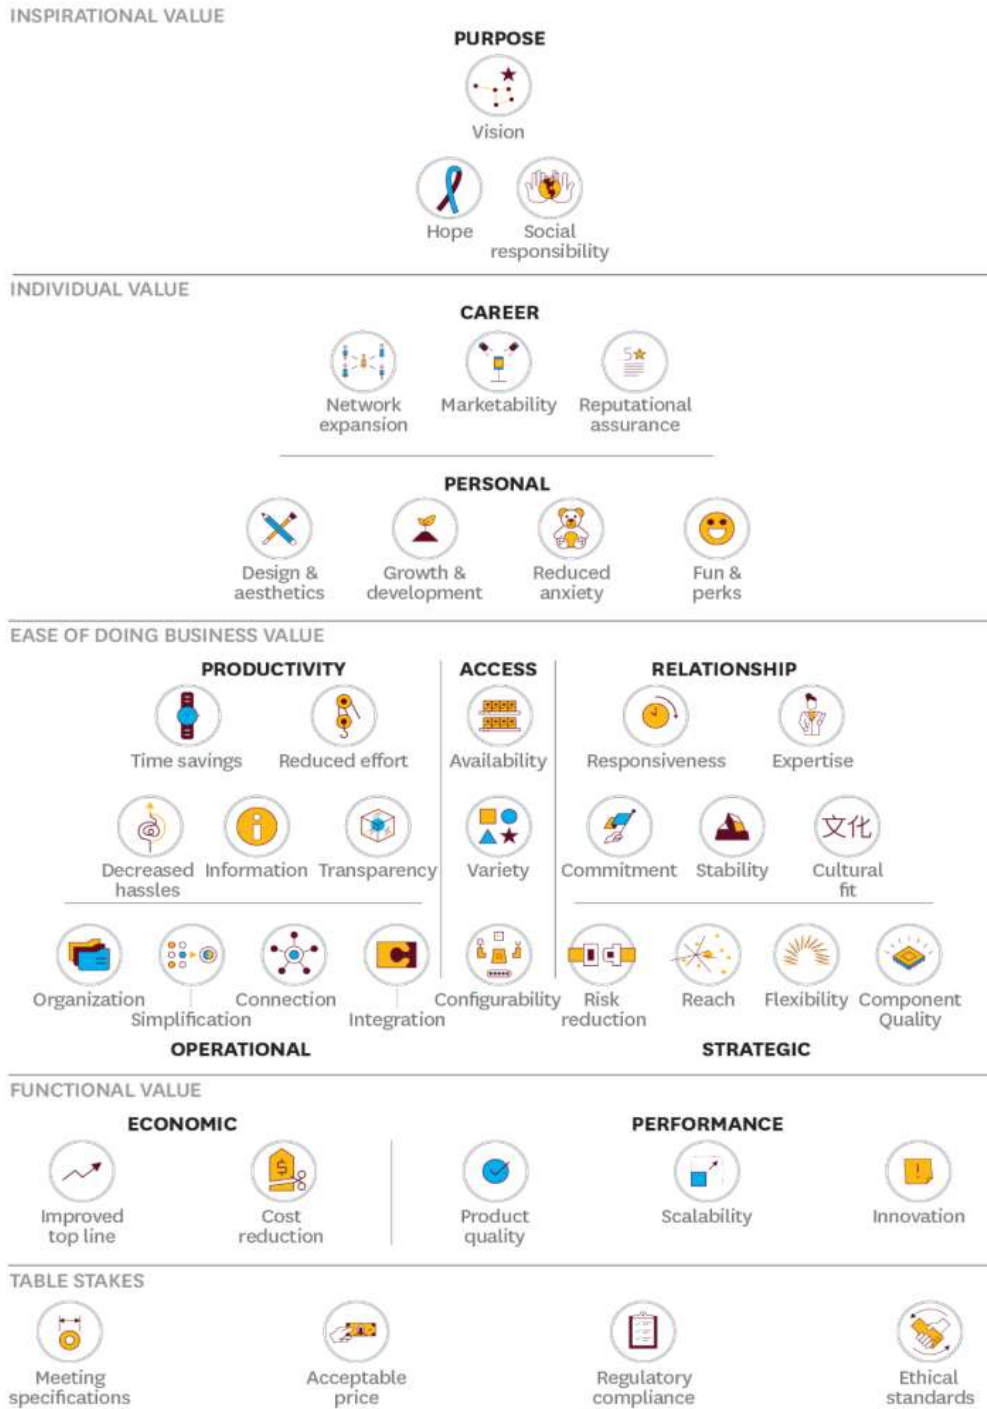 INSPIRATIONAL VALUE
PURPOSE
Vision
Hope
Social
responsibility
INDIVIDUAL VALUE
CAREER
5
Network
expansion
Marketability
Reputational
assurance
PERSONAL
Design &
aesthetics
Growth &
development
Reduced
anxiety
Fun &
perks
EASE OF DOING BUSINESS VALUE
PRODUCTIVITY
Time savings
Reduced effort
Decreased
hassles
Information
Transparency
ACCESS
Availability
Variety
Configurability
RELATIONSHIP
Responsiveness
Expertise
Commitment
Stability
文化
Cultural
fit
Organization
Simplification
Connection
Integration
OPERATIONAL
Risk
reduction
Reach
Flexibility
Component
Quality
STRATEGIC
FUNCTIONAL VALUE
ECONOMIC
Improved
top line
$
Cost
reduction
PERFORMANCE
Product
quality
Scalability
!
Innovation
TABLE STAKES
Meeting
specifications
Acceptable
price
Regulatory
compliance
Ethical
standards